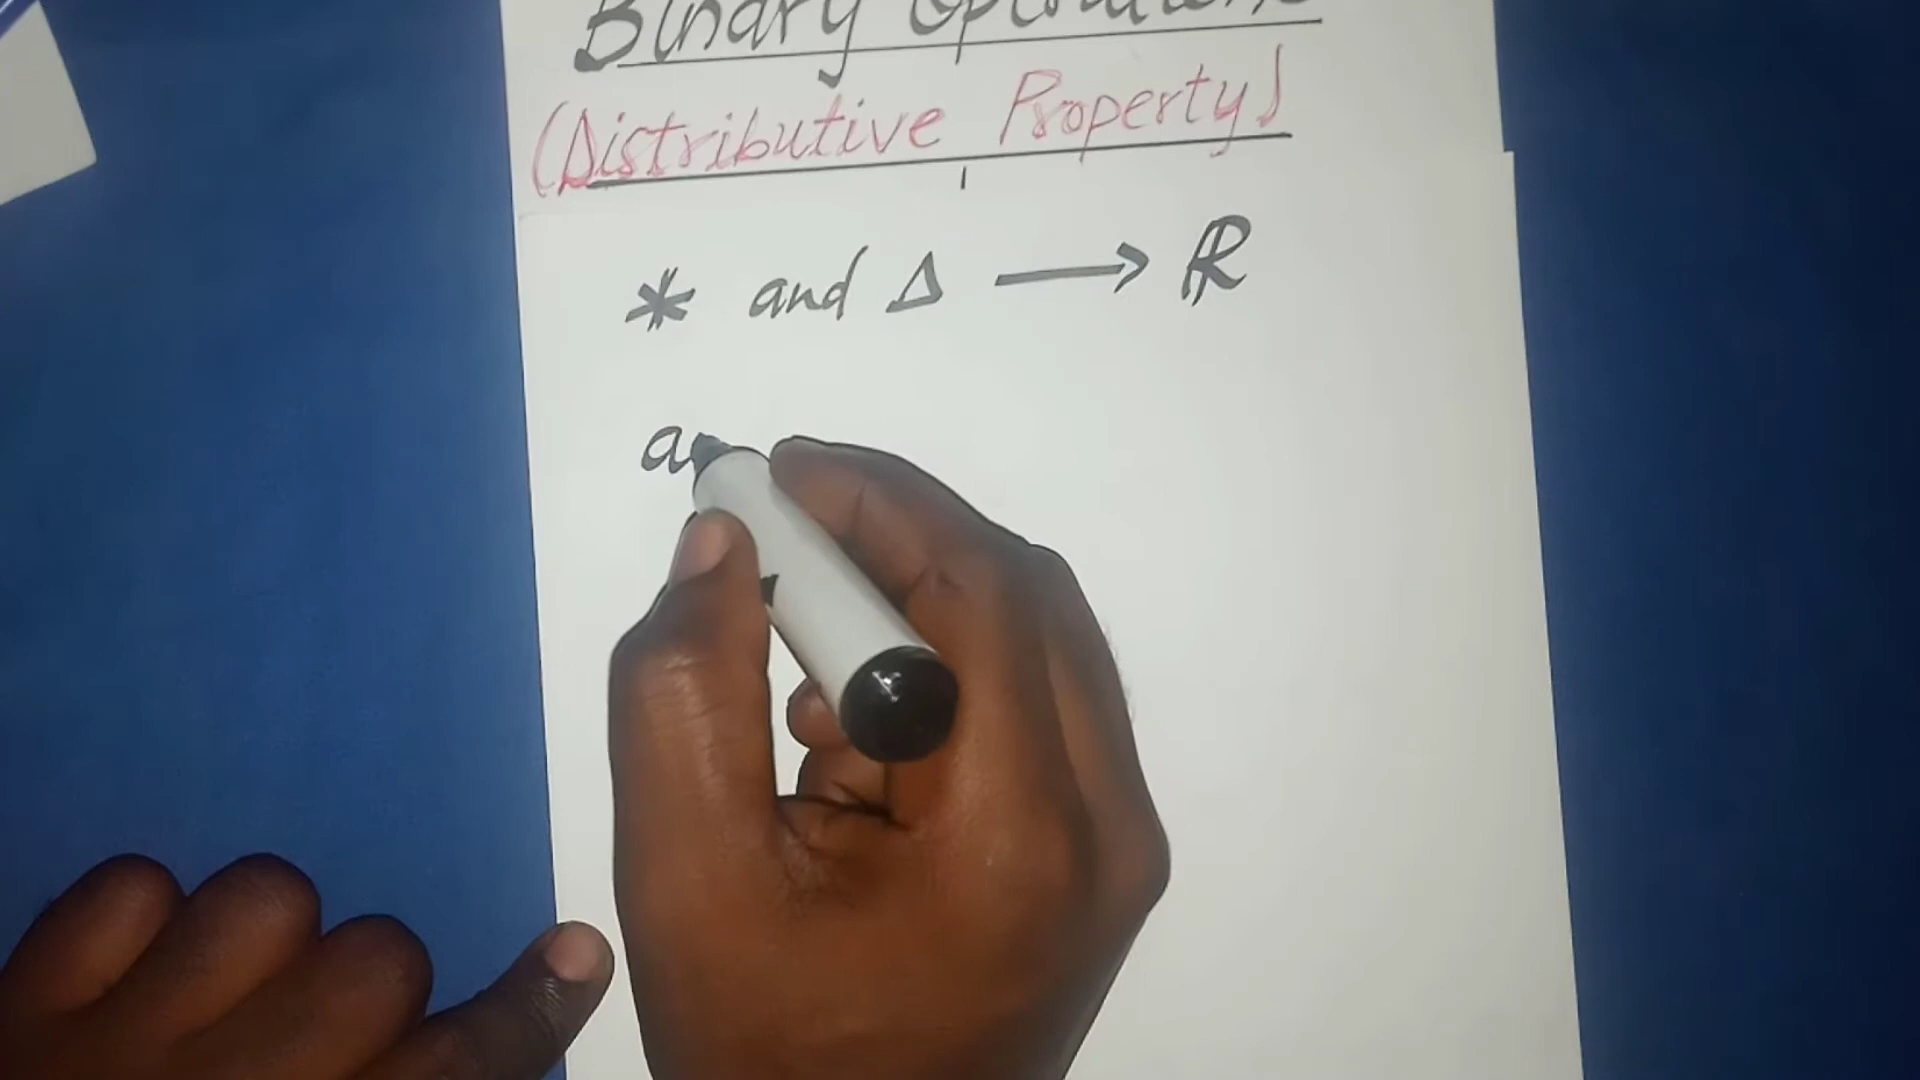 Binary Operations
(Distributive Property)
* and Δ → ℝ
a